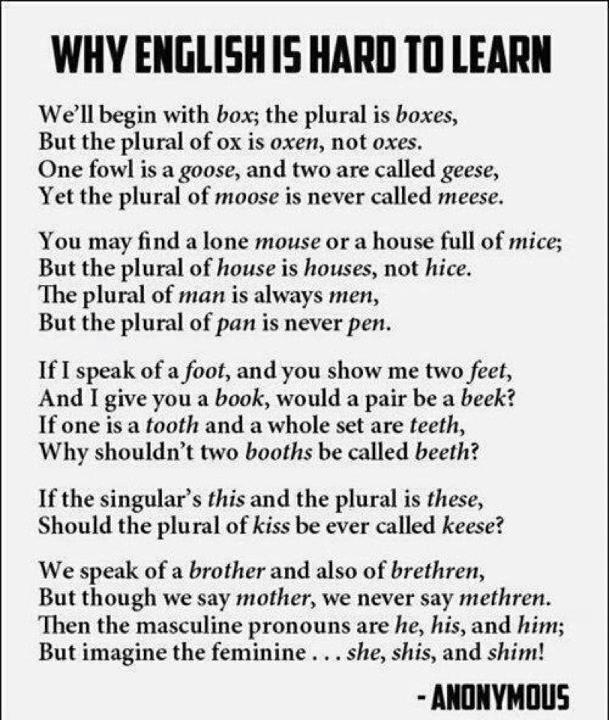 WHY ENGLISH IS HARD TO LEARN
We’ll begin with box; the plural is boxes,
But the plural of ox is oxen, not oxes.
One fowl is a goose, and two are called geese,
Yet the plural of moose is never called meese.
You may find a lone mouse or a house full of mice;
But the plural of house is houses, not hice.
The plural of man is always men,
But the plural of pan is never pen.
If I speak of a foot, and you show me two feet,
And I give you a book, would a pair be a beek?
If one is a tooth and a whole set are teeth,
Why shouldn’t two booths be called beeth?
If the singular’s this and the plural is these,
Should the plural of kiss be ever called keese?
We speak of a brother and also of brethren,
But though we say mother, we never say methren.
Then the masculine pronouns are he, his, and him;
But imagine the feminine . . . she, shis, and shim!
- ANONYMOUS